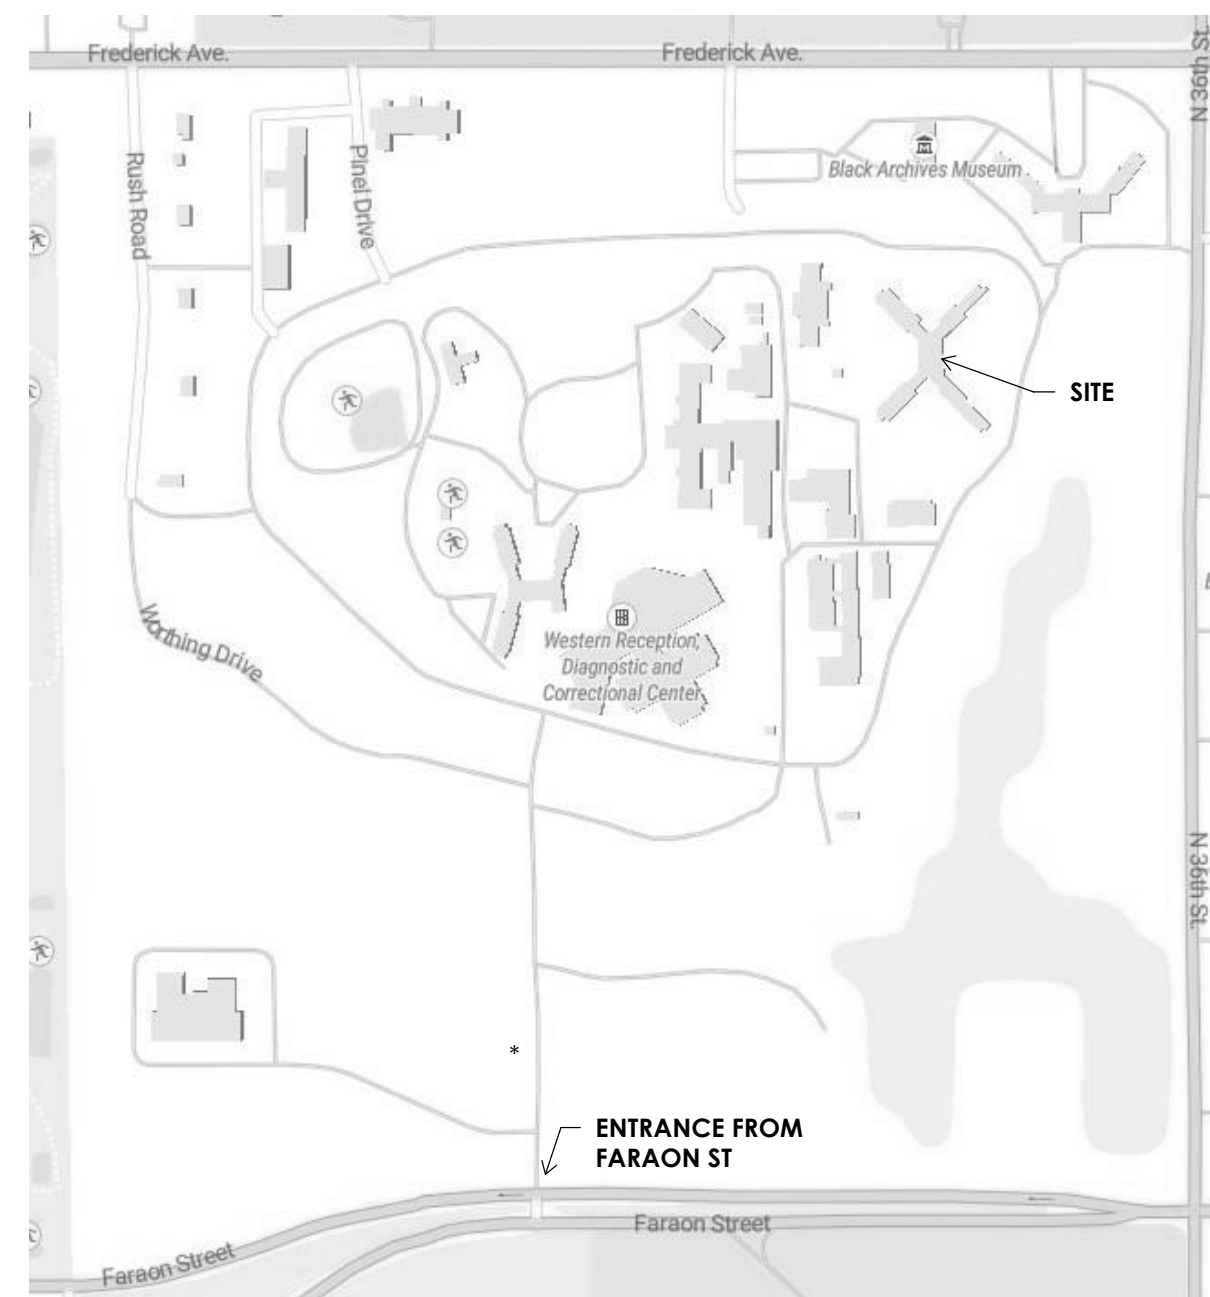 Frederick Ave.
Frederick Ave.
N 36th St.
Rush Road
Pinel Drive
Black Archives Museum
SITE
Worthing Drive
Western Reception,
Diagnostic and
Correctional Center
N 36th St.
*
ENTRANCE FROM
FARAON ST
Faraon Street
Faraon Street